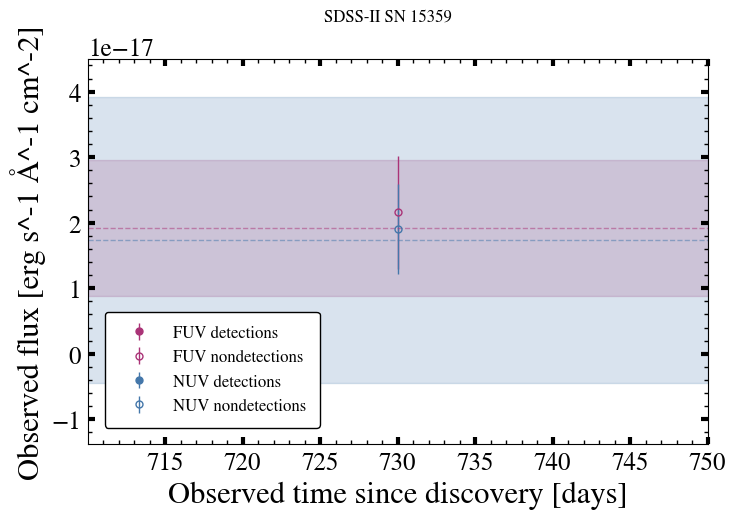 SDSS-II SN 15359
1e−17
Observed flux [erg s^-1 Å^-1 cm^-2]
4
3
2
1
0
−1
FUV detections
FUV nondetections
NUV detections
NUV nondetections
715 720 725 730 735 740 745 750
Observed time since discovery [days]